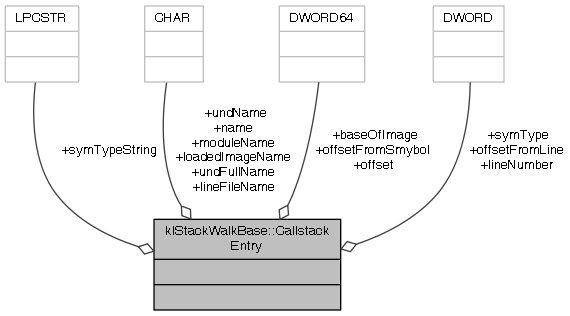 LPCSTR
CHAR
DWORD64
DWORD
+symTypeString
+undName
+name
+moduleName
+loadedImageName
+undFullName
+lineFileName
+baseOfImage
+offsetFromSmybol
+offset
+symType
+offsetFromLine
+lineNumber
klStackWalkBase::Callstack
Entry